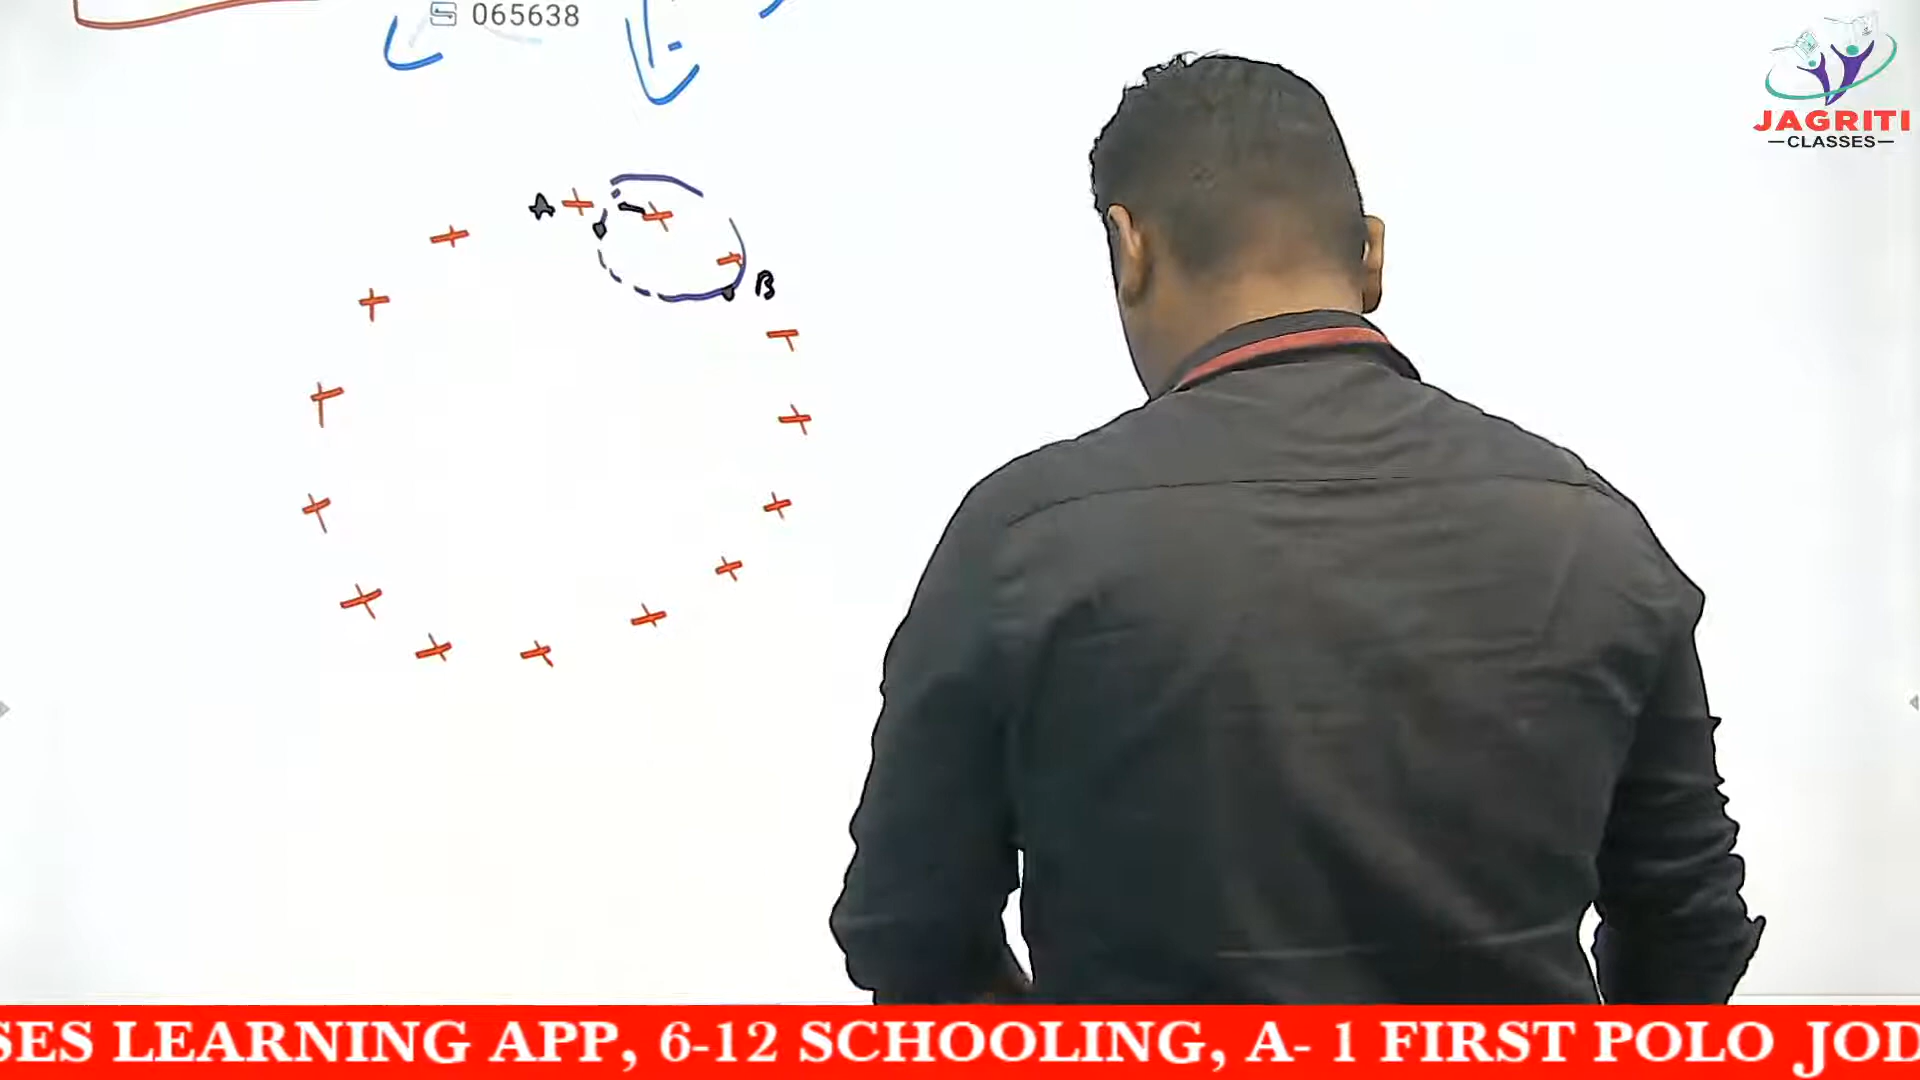 065638
JAGRITI
CLASSES
A
B
SES LEARNING APP, 6-12 SCHOOLING, A- 1 FIRST POLO JOD